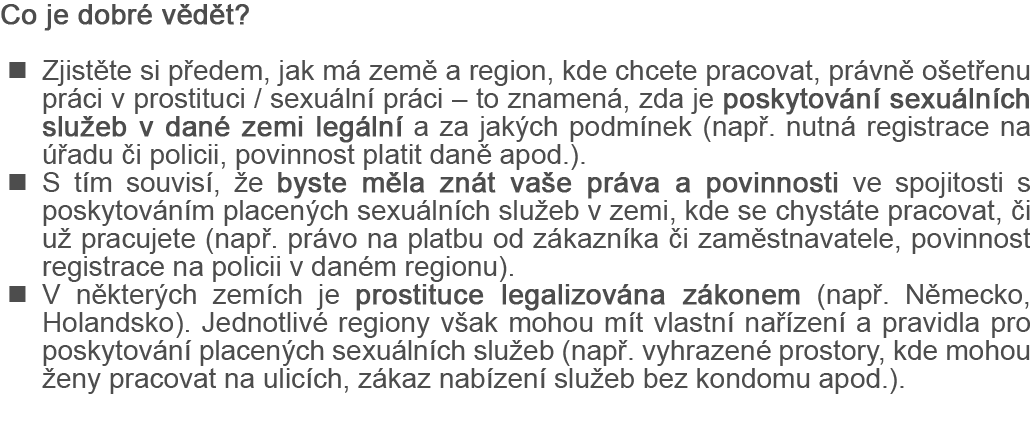 Co je dobré vědět?
■ Zjistěte si předem, jak má země a region, kde chcete pracovat, právně ošetřenu
práci v prostituci / sexuální práci – to znamená, zda je poskytování sexuálních
služeb v dané zemi legální a za jakých podmínek (např. nutná registrace na
úřadu či policii, povinnost platit daně apod.).
■ S tím souvisí, že byste měla znát vaše práva a povinnosti ve spojitosti s
poskytováním placených sexuálních služeb v zemi, kde se chystáte pracovat, či
už pracujete (např. právo na platbu od zákazníka či zaměstnavatele, povinnost
registrace na policii v daném regionu).
■ V některých zemích je prostituce legalizována zákonem (např. Německo,
Holandsko). Jednotlivé regiony však mohou mít vlastní nařízení a pravidla pro
poskytování placených sexuálních služeb (např. vyhrazené prostory, kde mohou
ženy pracovat na ulicích, zákaz nabízení služeb bez kondomu apod.).